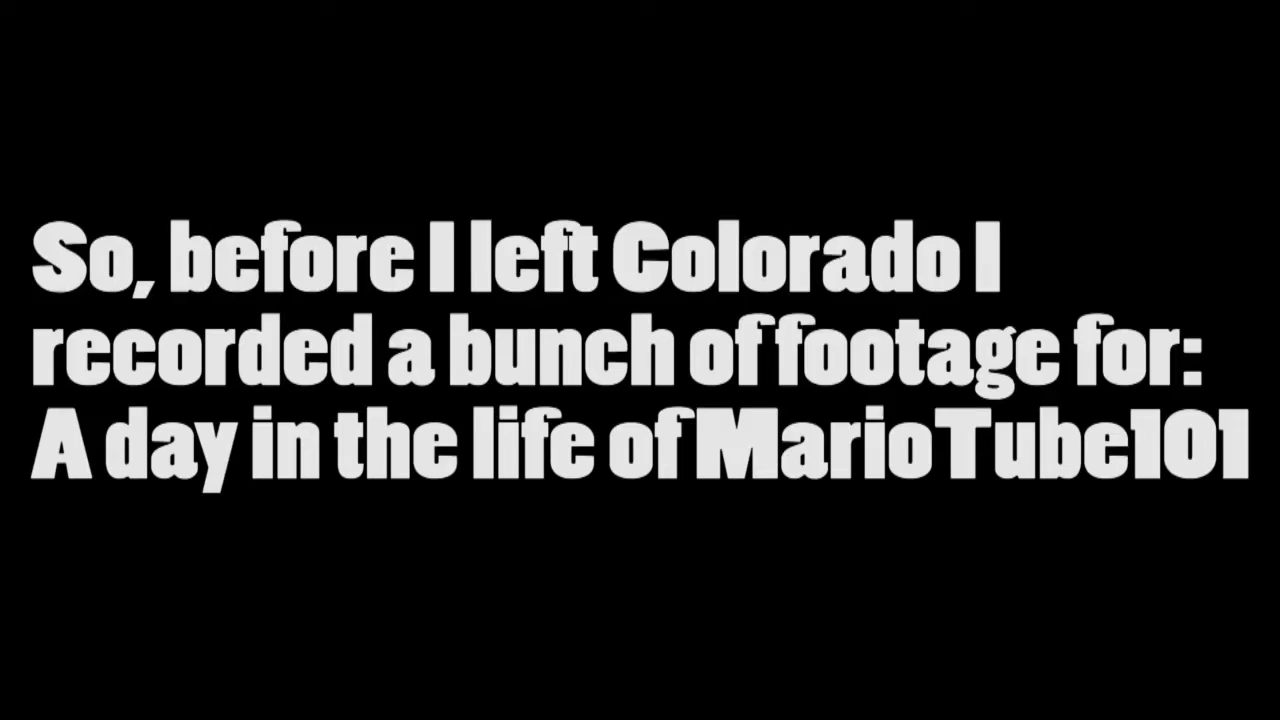 So, before I left Colorado I
recorded a bunch of footage for:
A day in the life of MarioTube101